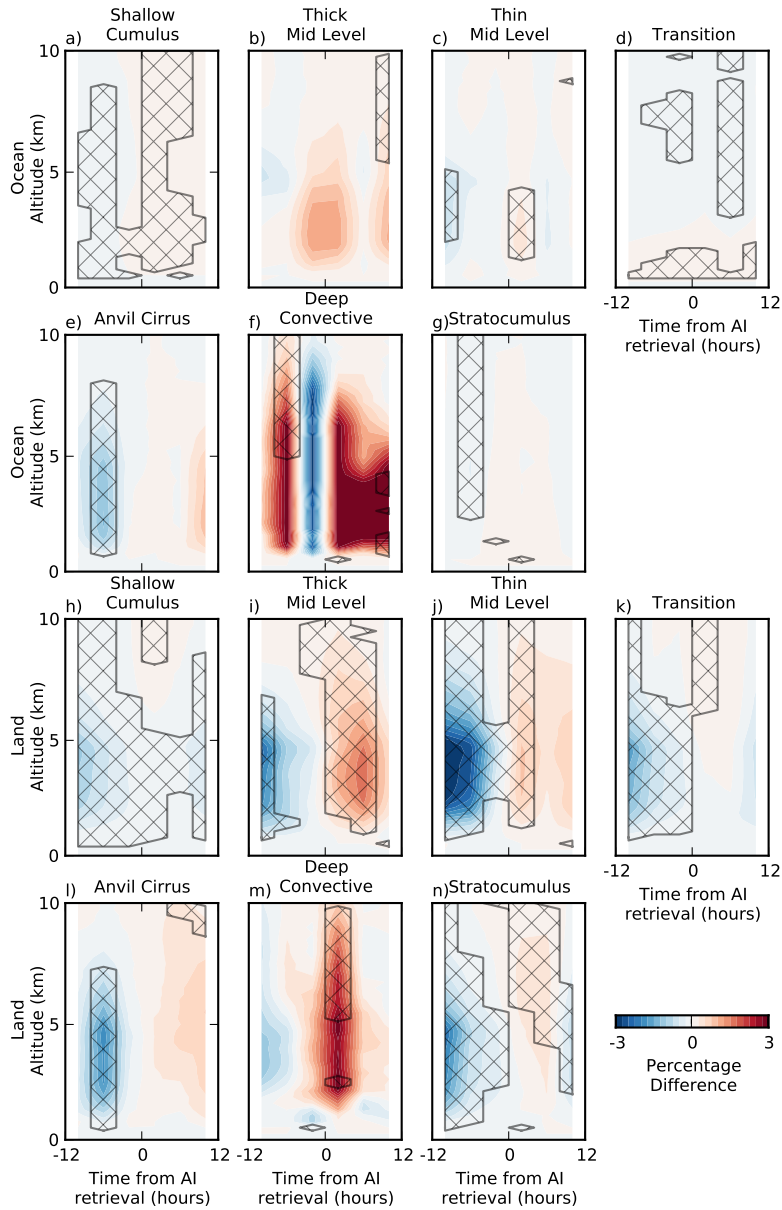 Shallow
Cumulus
Thick
Mid Level
Thin
Mid Level
Transition
a)
b)
c)
d)
10
5
0
Ocean
Altitude (km)
-12
0
12
Time from AI
retrieval (hours)
e)
Anvil Cirrus
f)
Deep
Convective
g)
Stratocumulus
10
5
0
Ocean
Altitude (km)
h)
Shallow
Cumulus
i)
Thick
Mid Level
j)
Thin
Mid Level
k)
Transition
10
5
0
Land
Altitude (km)
-12
0
12
Time from AI
retrieval (hours)
l)
Anvil Cirrus
m)
Deep
Convective
n)
Stratocumulus
10
5
0
Land
Altitude (km)
-12
0
12
-12
0
12
-12
0
12
Time from AI
retrieval (hours)
Time from AI
retrieval (hours)
Time from AI
retrieval (hours)
-3
0
3
Percentage
Difference